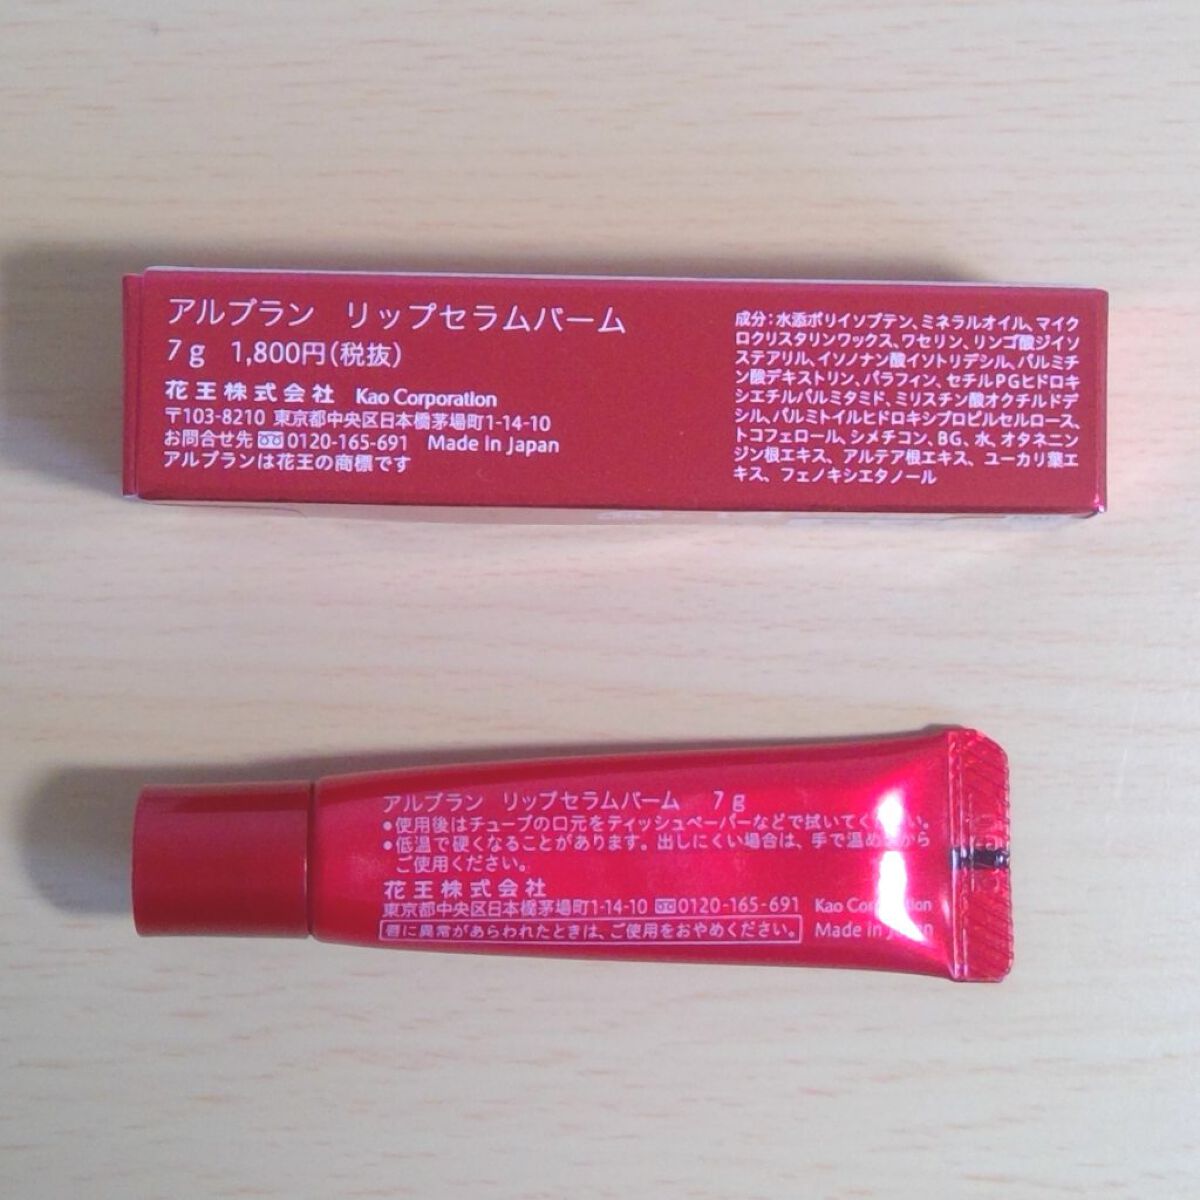 アルブラン リップセラムバーム
7g 1,800円(税抜)
花王株式会社 Kao Corporation
〒103-8210 東京都中央区日本橋茅場町1-14-10
お問合せ先 0120-165-691 Made in Japan
アルブランは花王の商標です
成分:水添ポリイソブテン、ミネラルオイル、マイク
ロクリスタリンワックス、ワセリン、リンゴ酸ジイソ
ステアリル、イソノナン酸イソトリデシル、パルミチ
ン酸デキストリン、パラフィン、セチルPGヒドロキ
シエチルパルミタミド、ミリスチン酸オクチルドデ
シル、パルミトイルヒドロキシプロピルセルロース、
トコフェロール、シメチコン、BG、水、オタネニン
ジン根エキス、アルテア根エキス、ユーカリ葉エ
キス、フェノキシエタノール
アルブラン リップセラムバーム 7g
•使用後はチューブの口元をティッシュペーパーなどで拭いてください。
•低温で硬くなることがあります。出しにくい場合は、手で温めてから
ご使用ください。
花王株式会社
東京都中央区日本橋茅場町1-14-10 0120-165-691 Kao Corporation
唇に異常があらわれたときは、ご使用をおやめください。 Made in Japan